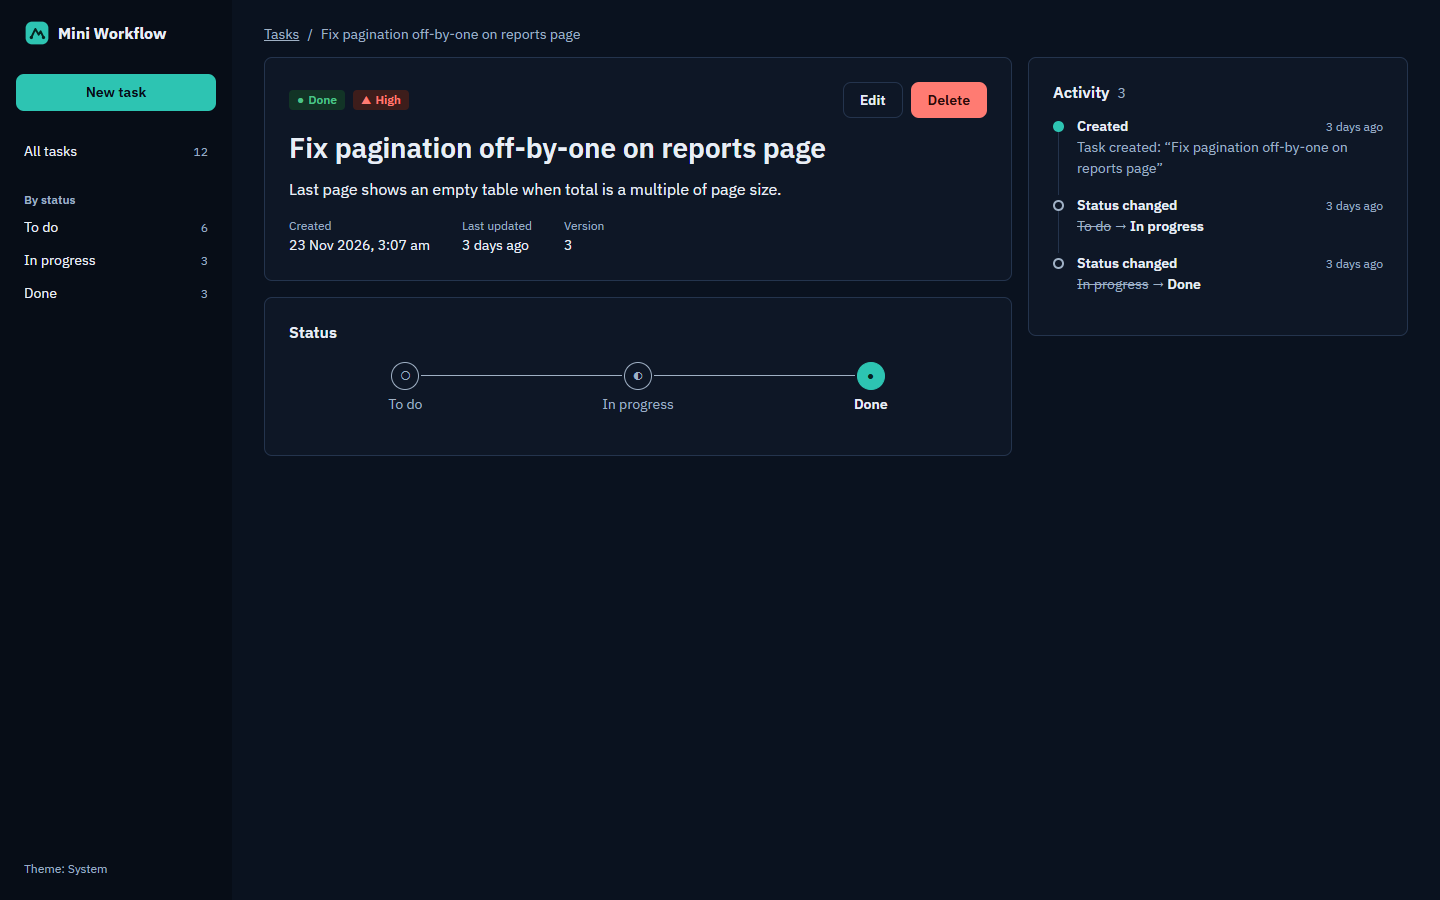 Mini Workflow
New task
All tasks 12
By status
To do 6
In progress 3
Done 3
Theme: System
Tasks / Fix pagination off-by-one on reports page
Done High
Edit Delete
Fix pagination off-by-one on reports page
Last page shows an empty table when total is a multiple of page size.
Created Last updated Version
23 Nov 2026, 3:07 am 3 days ago 3
Status
To do In progress Done
Activity 3
Created 3 days ago
Task created: “Fix pagination off-by-one on
reports page”
Status changed 3 days ago
To do → In progress
Status changed 3 days ago
In progress → Done